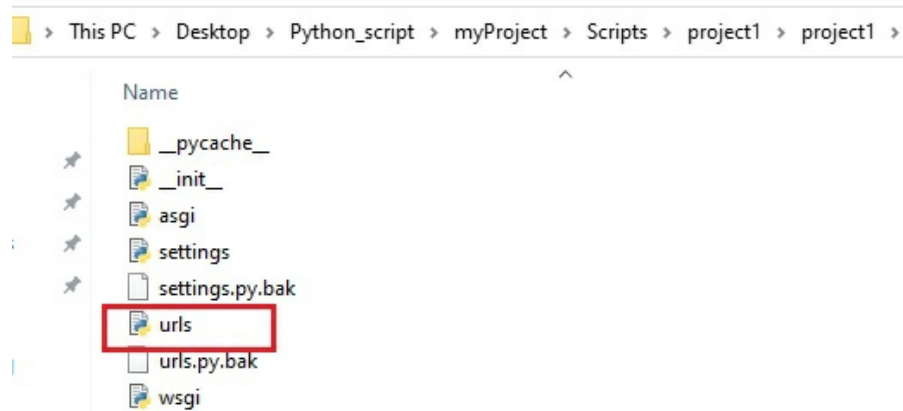 This PC > Desktop > Python_script > myProject > Scripts > project1 > project1 >
Name
__pycache__
__init__
asgi
settings
settings.py.bak
urls
urls.py.bak
wsgi